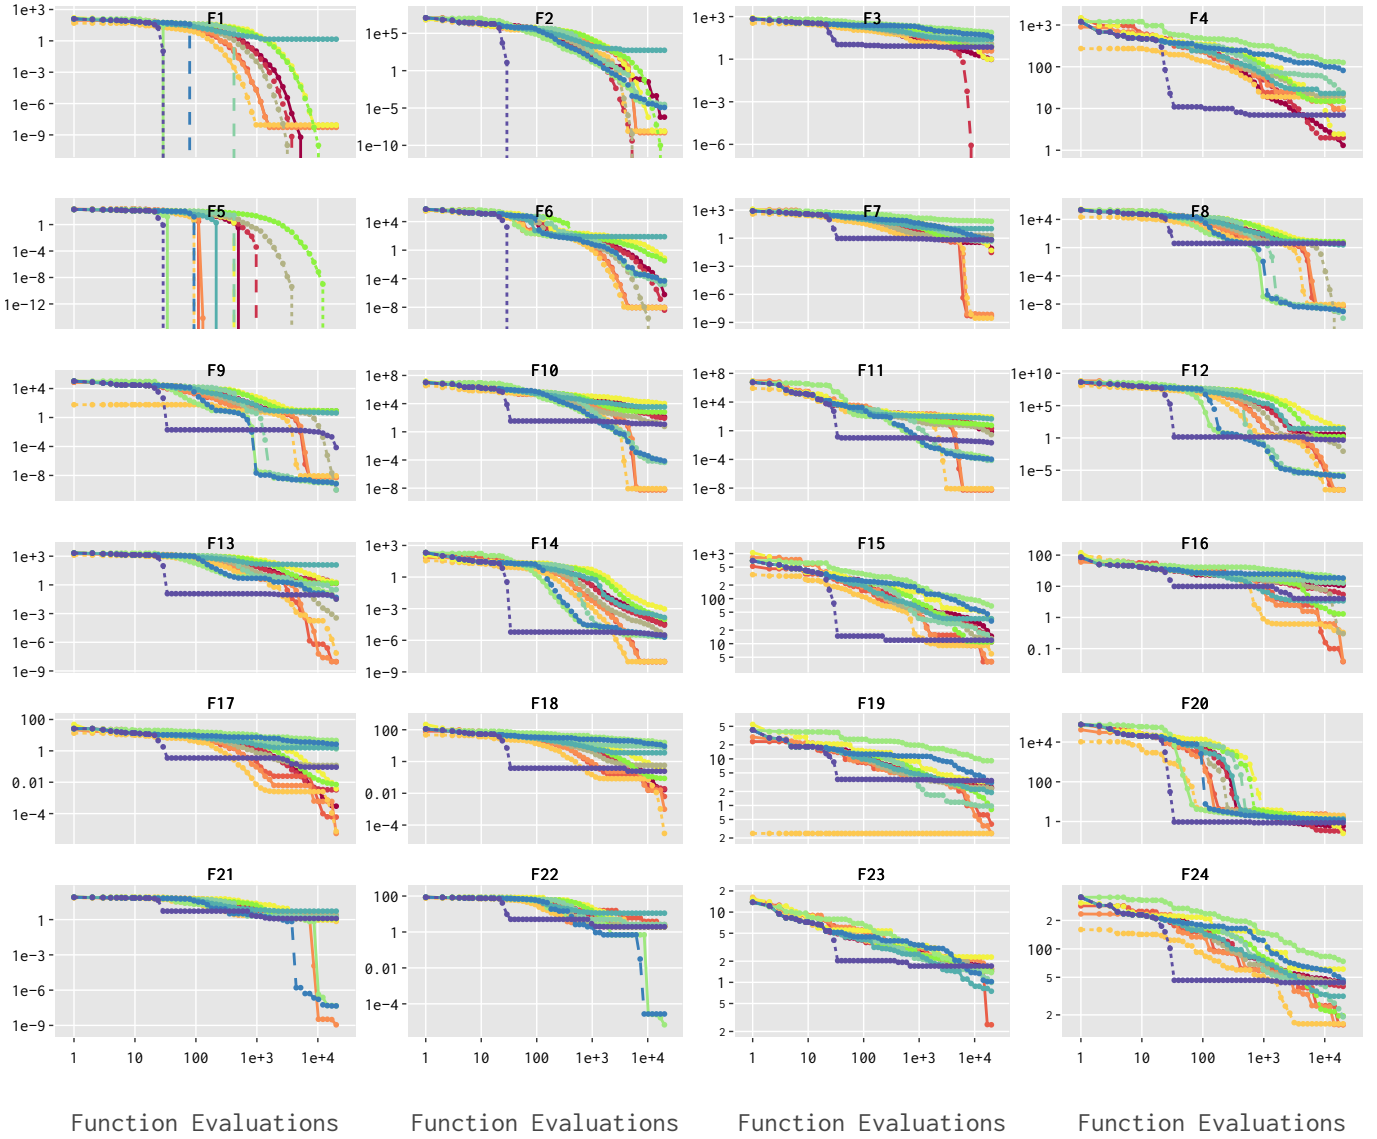 F1 F2 F3 F4
1e+3 1 1e−3 1e−6 1e−9
1e+5 1 1e−5 1e−10
1e+3 1 1e−3 1e−6
1e+3 100 10 1
F5 F6 F7 F8
1 1e−4 1e−8 1e−12
1e+4 1 1e−4 1e−8
1e+3 1 1e−3 1e−6 1e−9
1e+4 1 1e−4 1e−8
F9 F10 F11 F12
1e+4 1 1e−4 1e−8
1e+8 1e+4 1 1e−4 1e−8
1e+8 1e+4 1 1e−4 1e−8
1e+10 1e+5 1 1e−5
F13 F14 F15 F16
1e+3 1 1e−3 1e−6 1e−9
1e+3 1 1e−3 1e−6 1e−9
1e+3 5 2 100 5 2 10 5
100 10 1 0.1
F17 F18 F19 F20
100 1 0.01 1e−4
100 1 0.01 1e−4
5 2 10 5 2 1 5 2
1e+4 100 1
F21 F22 F23 F24
1 1e−3 1e−6 1e−9
100 1 0.01 1e−4
2 10 5 2 1 5 2
2 100 5 2
1 10 100 1e+3 1e+4 1 10 100 1e+3 1e+4 1 10 100 1e+3 1e+4 1 10 100 1e+3 1e+4
Function Evaluations Function Evaluations Function Evaluations Function Evaluations